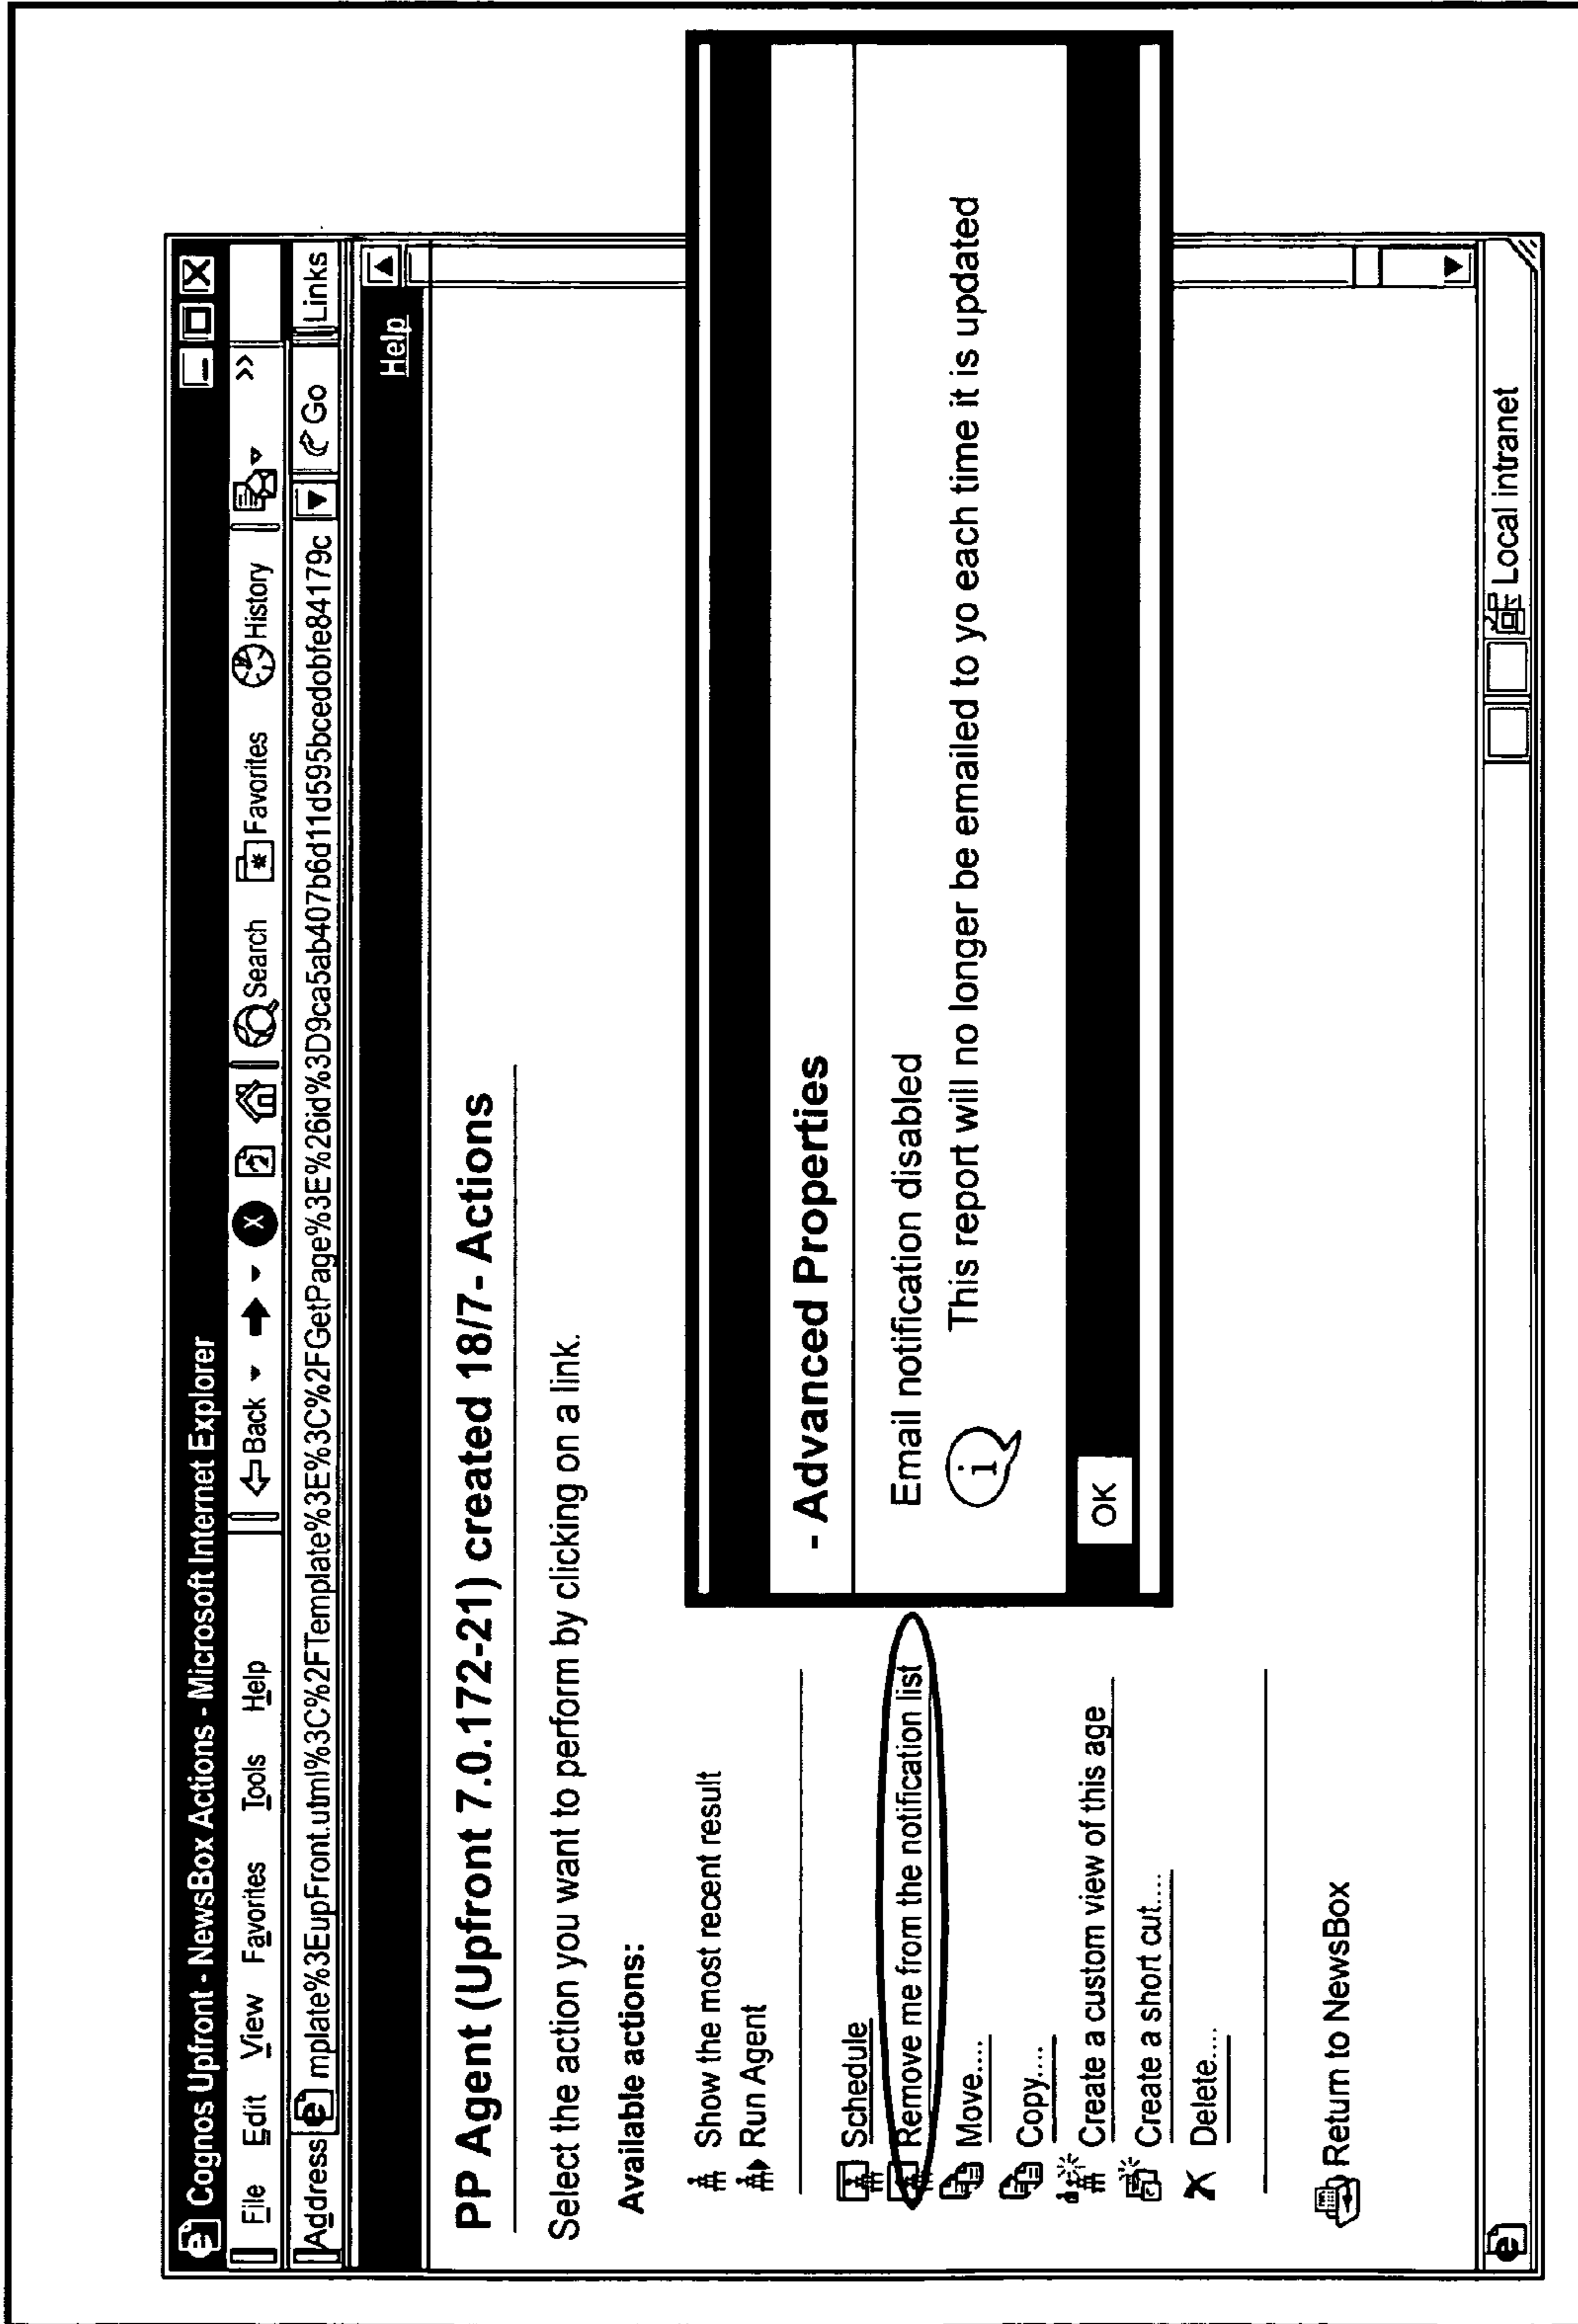 Cognos Upfront - NewsBox Actions - Microsoft Internet Explorer
File Edit View Favorites Tools Help
Back Search Favorites History >>
Address mplate%3EupFront.utml%3C%2FTemplate%3E%3C%2FGetPage%3E%26id%3D9ca5ab407b6d11d595bcedobfe84179c Go Links
Help
PP Agent (Upfront 7.0.172-21) created 18/7- Actions
Select the action you want to perform by clicking on a link.
Available actions:
Show the most recent result
Run Agent
Schedule
Remove me from the notification list
Move....
Copy....
Create a custom view of this age
Create a short cut....
Delete....
Return to NewsBox
- Advanced Properties
Email notification disabled
i This report will no longer be emailed to yo each time it is updated
OK
Local intranet